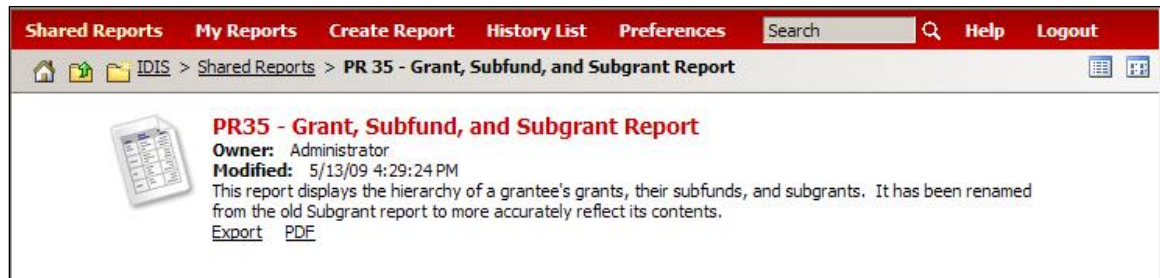 Shared Reports My Reports Create Report History List Preferences Search Help Logout
IDIS > Shared Reports > PR 35 - Grant, Subfund, and Subgrant Report
PR35 - Grant, Subfund, and Subgrant Report
Owner: Administrator
Modified: 5/13/09 4:29:24 PM
This report displays the hierarchy of a grantee's grants, their subfunds, and subgrants. It has been renamed
from the old Subgrant report to more accurately reflect its contents.
Export PDF